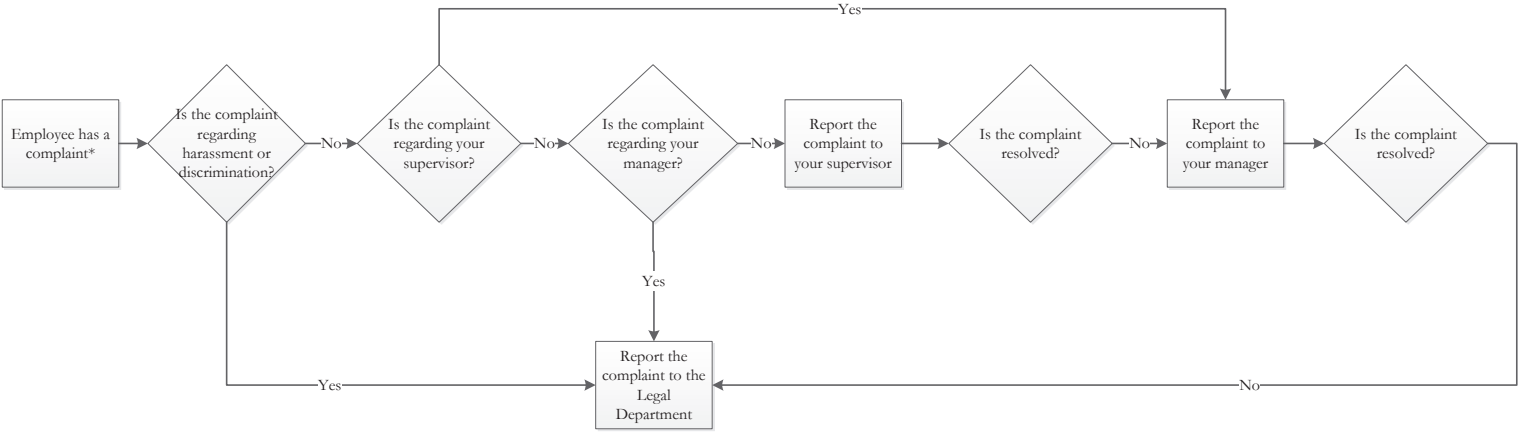 Yes
Employee has a
complaint*
Is the complaint
regarding
harassment or
discrimination?
No
Is the complaint
regarding your
supervisor?
No
Is the complaint
regarding your
manager?
No
Report the
complaint to
your supervisor
Is the complaint
resolved?
No
Report the
complaint to
your manager
Is the complaint
resolved?
Yes
Report the
complaint to the
Legal
Department
Yes
No